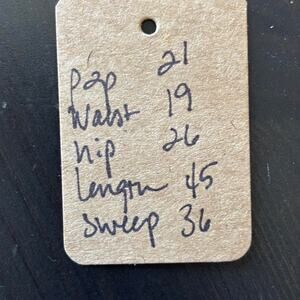 p2p 21
Waist 19
hip 26
length 45
sweep 36